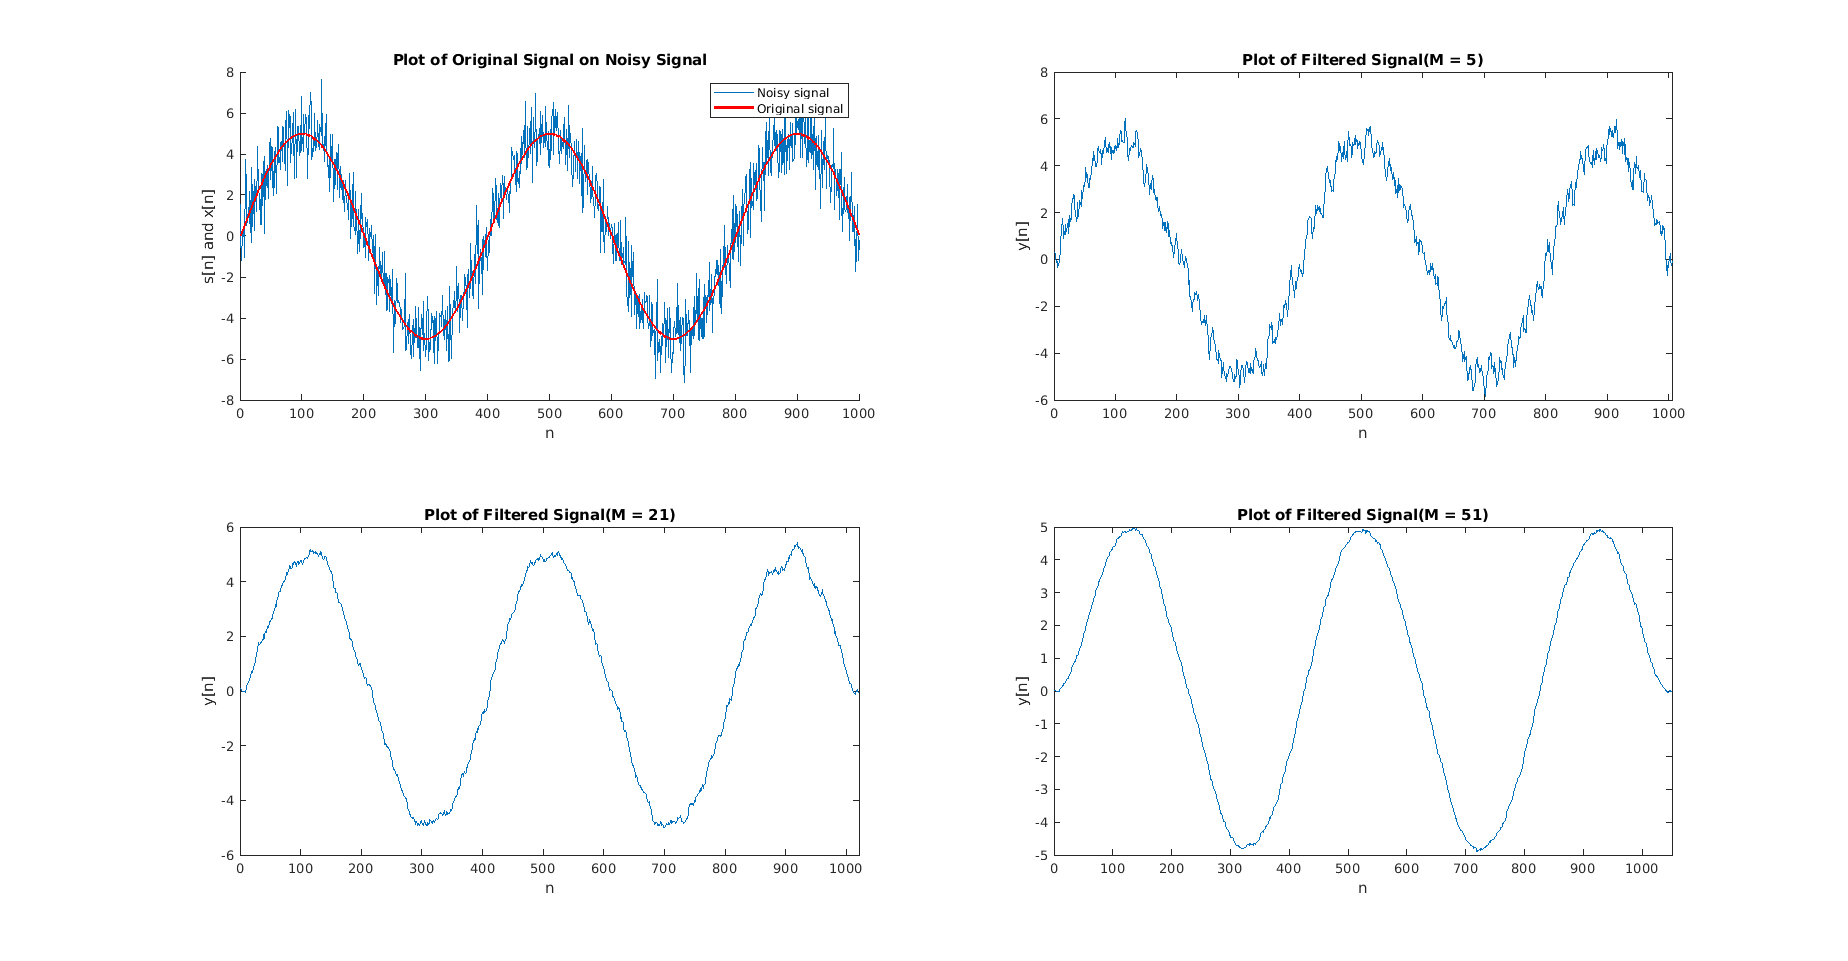 Plot of Original Signal on Noisy Signal
8
6
4
2
0
-2
-4
-6
-8
s[n] and x[n]
Noisy signal
Original signal
0 100 200 300 400 500 600 700 800 900 1000
n
Plot of Filtered Signal(M = 5)
8
6
4
2
0
-2
-4
-6
y[n]
0 100 200 300 400 500 600 700 800 900 1000
n
Plot of Filtered Signal(M = 21)
6
4
2
0
-2
-4
-6
y[n]
0 100 200 300 400 500 600 700 800 900 1000
n
Plot of Filtered Signal(M = 51)
5
4
3
2
1
0
-1
-2
-3
-4
-5
y[n]
0 100 200 300 400 500 600 700 800 900 1000
n